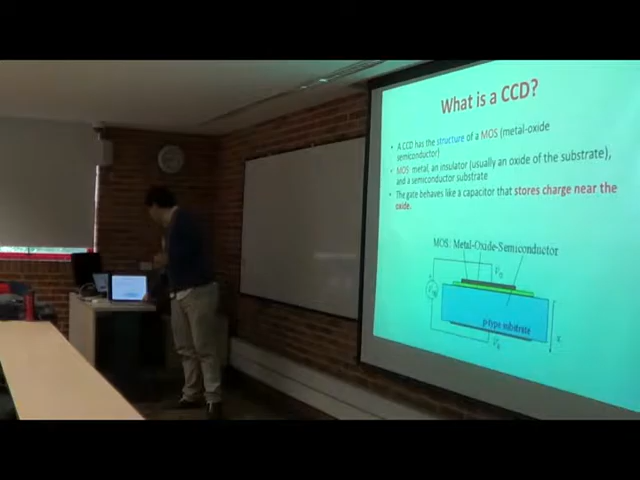 What is a CCD?
• A CCD has the structure of a MOS (metal-oxide
semiconductor)
• MOS: metal, an insulator (usually an oxide of the substrate),
and a semiconductor substrate
• The gate behaves like a capacitor that stores charge near the
oxide.
MOS: Metal-Oxide-Semiconductor
p-type substrate